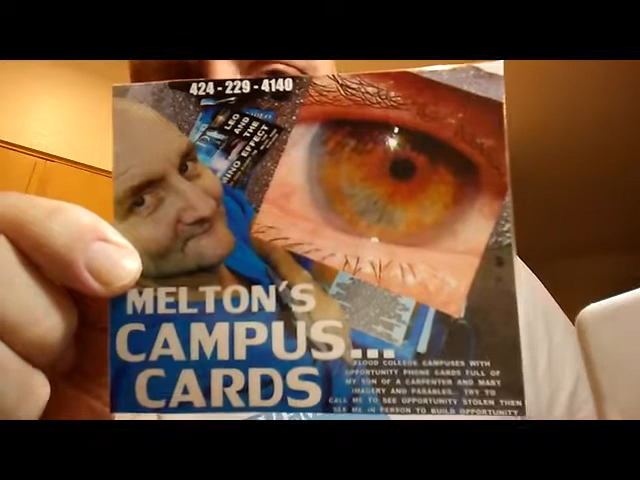 424 - 229 - 4140
LEO
AND
THE
EFFECT
MELTON'S
CAMPUS...
CARDS
FLOOD COLLEGE CAMPUSES WITH
OPPORTUNITY PHONE CARDS FULL OF
MY SON OF A CARPENTER AND MARY
IMAGERY AND PARABLES... TRY TO
CALL ME TO SEE OPPORTUNITY STOLEN THEN
SEE ME IN PERSON TO BUILD OPPORTUNITY